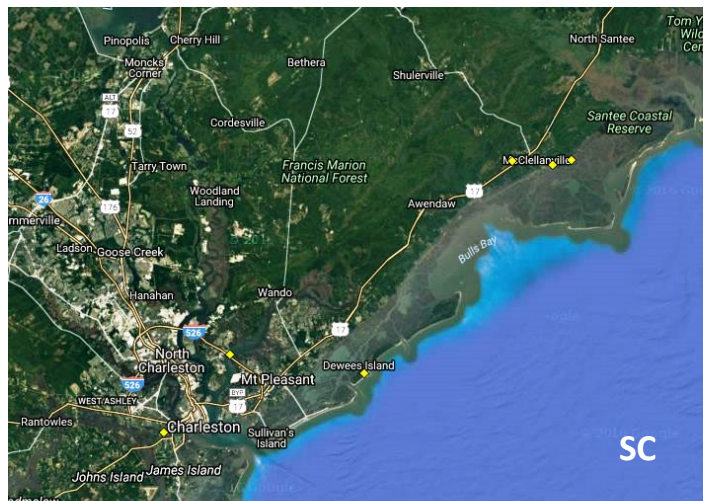 Tom Y
Wil
Cen
Pinopolis
Cherry Hill
North Santee
Moncks
Corner
Bethera
Shulerville
ALT
17
52
Cordesville
Santee Coastal
Reserve
Tarry Town
Francis Marion
National Forest
McClellanville
26
176
Woodland
Landing
17
Awendaw
mmerville
Ladson
Goose Creek
Bulls Bay
Hanahan
Wando
526
17
North
Charleston
Dewees Island
526
Mt Pleasant
WEST ASHLEY
BYP
17
Rantowles
Charleston
Sullivan's
Island
SC
Johns Island
James Island